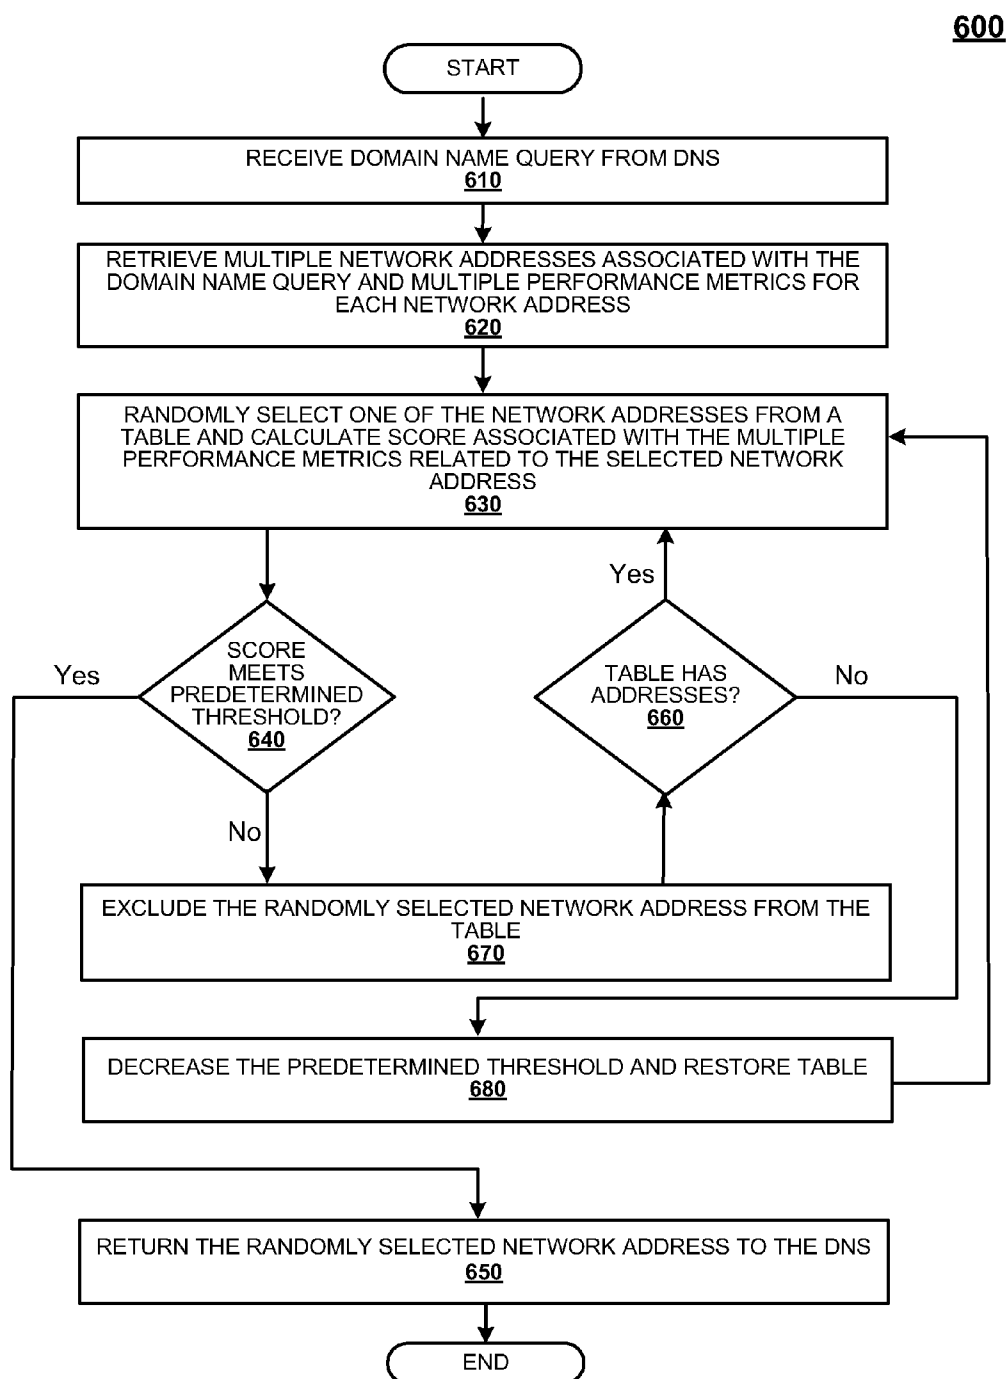 600
START
RECEIVE DOMAIN NAME QUERY FROM DNS
610
RETRIEVE MULTIPLE NETWORK ADDRESSES ASSOCIATED WITH THE
DOMAIN NAME QUERY AND MULTIPLE PERFORMANCE METRICS FOR
EACH NETWORK ADDRESS
620
RANDOMLY SELECT ONE OF THE NETWORK ADDRESSES FROM A
TABLE AND CALCULATE SCORE ASSOCIATED WITH THE MULTIPLE
PERFORMANCE METRICS RELATED TO THE SELECTED NETWORK
ADDRESS
630
Yes
SCORE
MEETS
PREDETERMINED
THRESHOLD?
640
Yes
No
TABLE HAS
ADDRESSES?
660
Yes
No
EXCLUDE THE RANDOMLY SELECTED NETWORK ADDRESS FROM THE
TABLE
670
DECREASE THE PREDETERMINED THRESHOLD AND RESTORE TABLE
680
RETURN THE RANDOMLY SELECTED NETWORK ADDRESS TO THE DNS
650
END